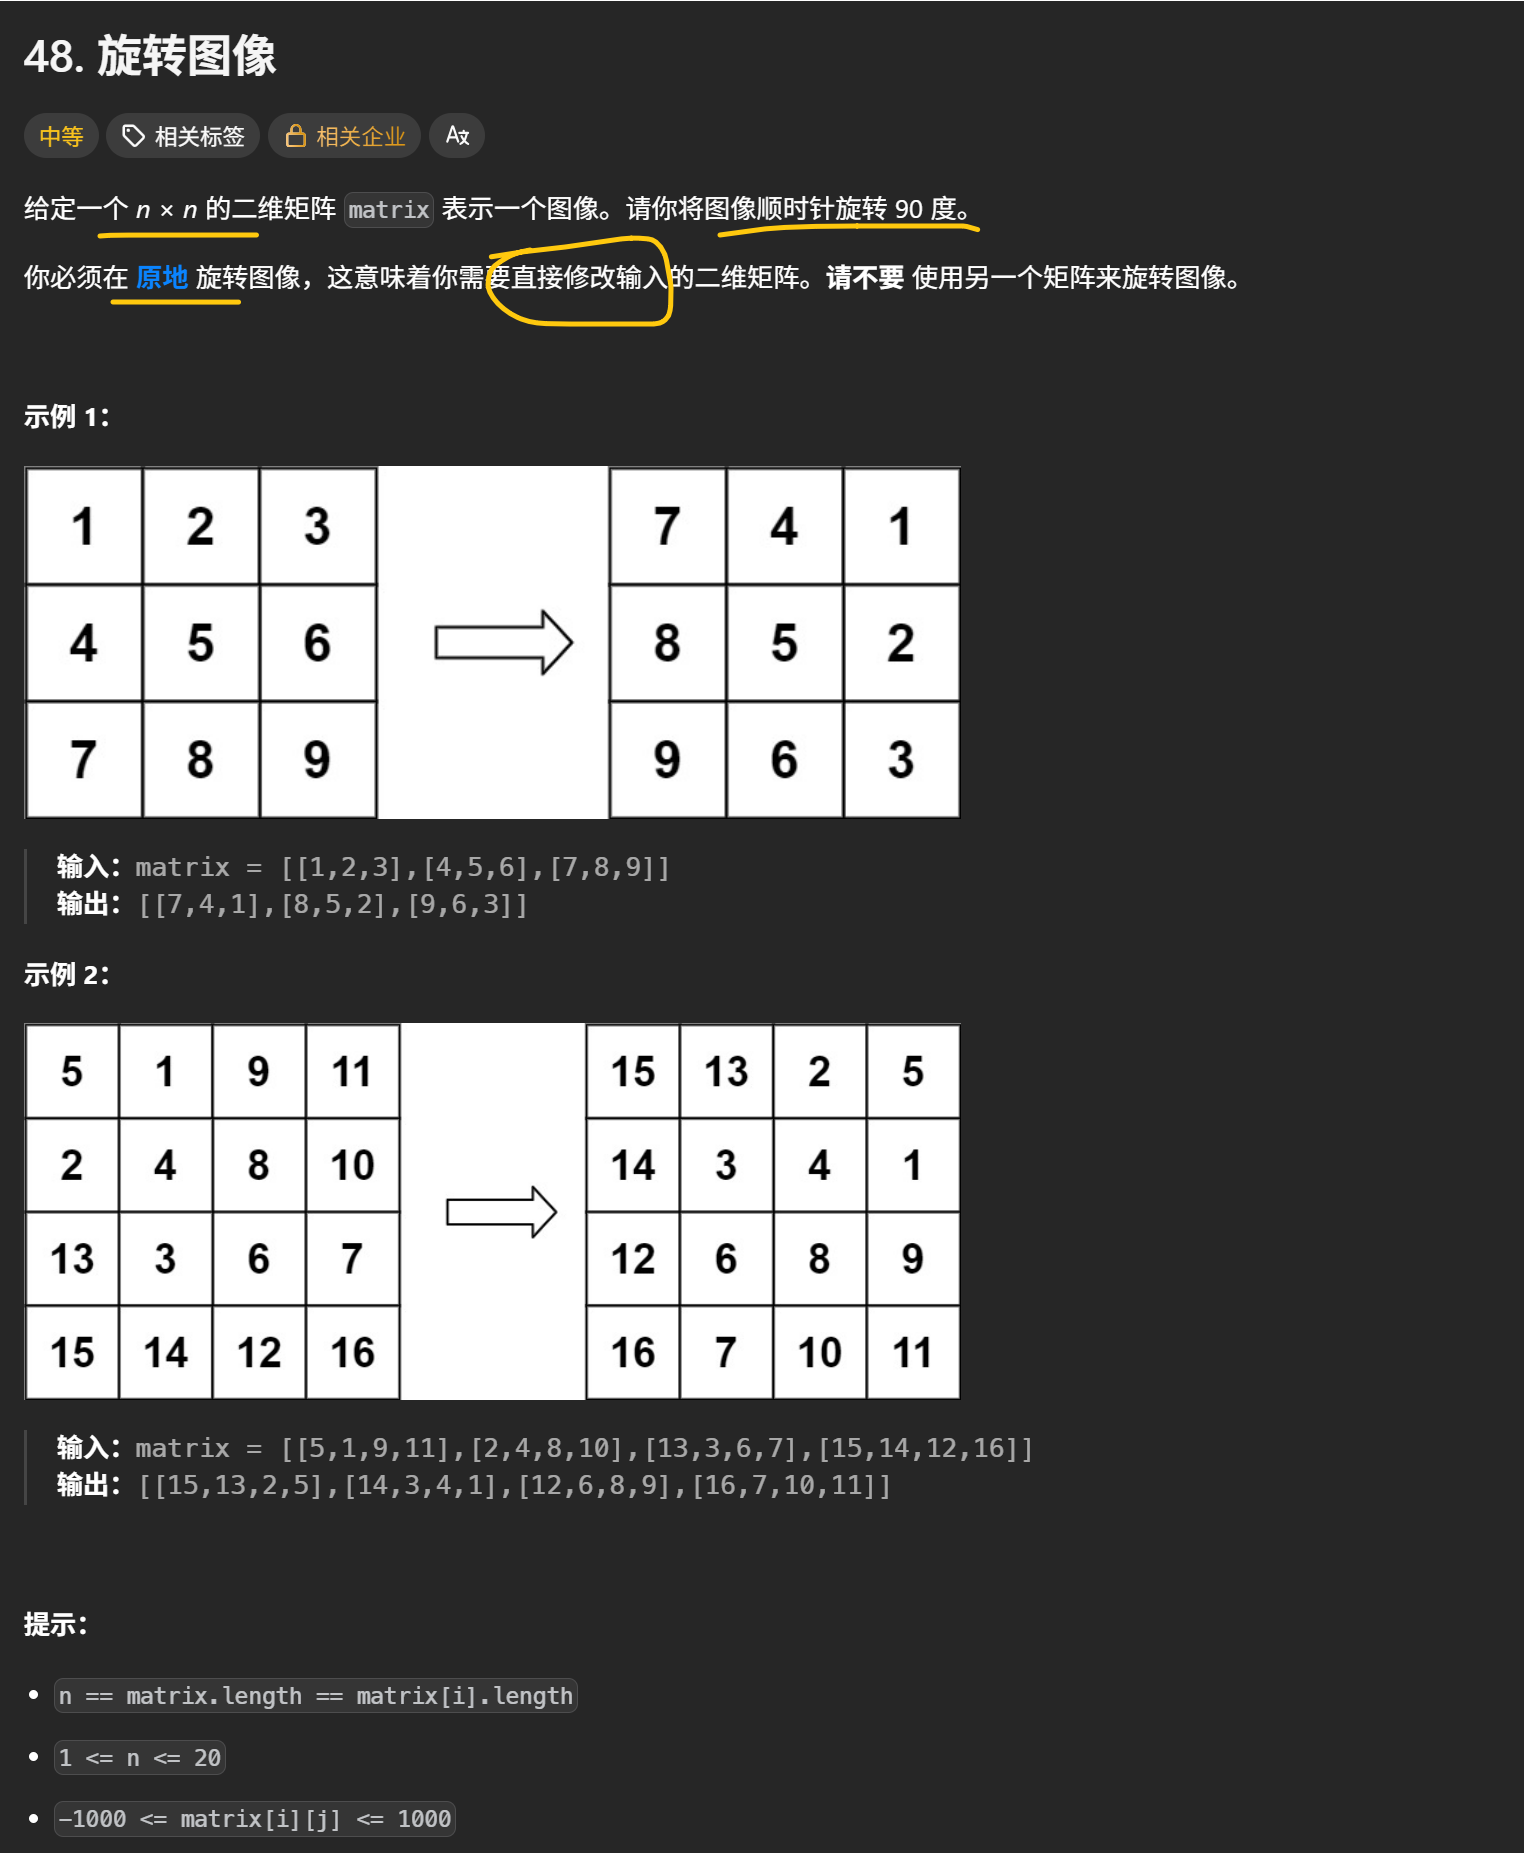 48. 旋转图像
中等 相关标签 相关企业
给定一个 n × n 的二维矩阵 matrix 表示一个图像。请你将图像顺时针旋转 90 度。
你必须在 原地 旋转图像，这意味着你需要直接修改输入的二维矩阵。请不要 使用另一个矩阵来旋转图像。
示例 1：
1 2 3 7 4 1
4 5 6 8 5 2
7 8 9 9 6 3
输入：matrix = [[1,2,3],[4,5,6],[7,8,9]]
输出：[[7,4,1],[8,5,2],[9,6,3]]
示例 2：
5 1 9 11 15 13 2 5
2 4 8 10 14 3 4 1
13 3 6 7 12 6 8 9
15 14 12 16 16 7 10 11
输入：matrix = [[5,1,9,11],[2,4,8,10],[13,3,6,7],[15,14,12,16]]
输出：[[15,13,2,5],[14,3,4,1],[12,6,8,9],[16,7,10,11]]
提示：
n == matrix.length == matrix[i].length
1 <= n <= 20
-1000 <= matrix[i][j] <= 1000